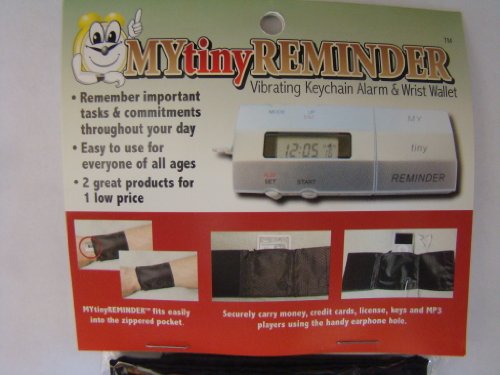 MYtinyREMINDER™
Vibrating Keychain Alarm & Wrist Wallet
• Remember important
tasks & commitments
throughout your day
• Easy to use for
everyone of all ages
• 2 great products for
1 low price
MODE UP
12:05
SET START
MY
tiny
REMINDER
MYtinyREMINDER™ fits easily
into the zippered pocket.
Securely carry money, credit cards, license, keys and MP3
players using the handy earphone hole.